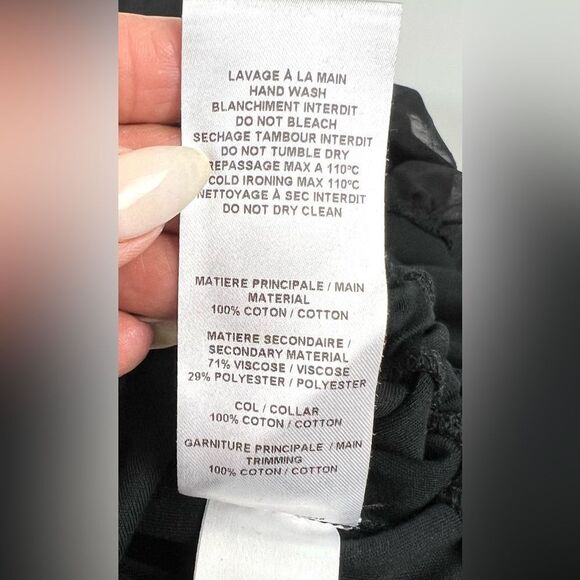 LAVAGE À LA MAIN
HAND WASH
BLANCHIMENT INTERDIT
DO NOT BLEACH
SECHAGE TAMBOUR INTERDIT
DO NOT TUMBLE DRY
REPASSAGE MAX A 110ºC
COLD IRONING MAX 110ºC
NETTOYAGE À SEC INTERDIT
DO NOT DRY CLEAN
MATIERE PRINCIPALE / MAIN
MATERIAL
100% COTON / COTTON
MATIERE SECONDAIRE /
SECONDARY MATERIAL
71% VISCOSE / VISCOSE
29% POLYESTER / POLYESTER
COL / COLLAR
100% COTON / COTTON
GARNITURE PRINCIPALE / MAIN
TRIMMING
100% COTON / COTTON